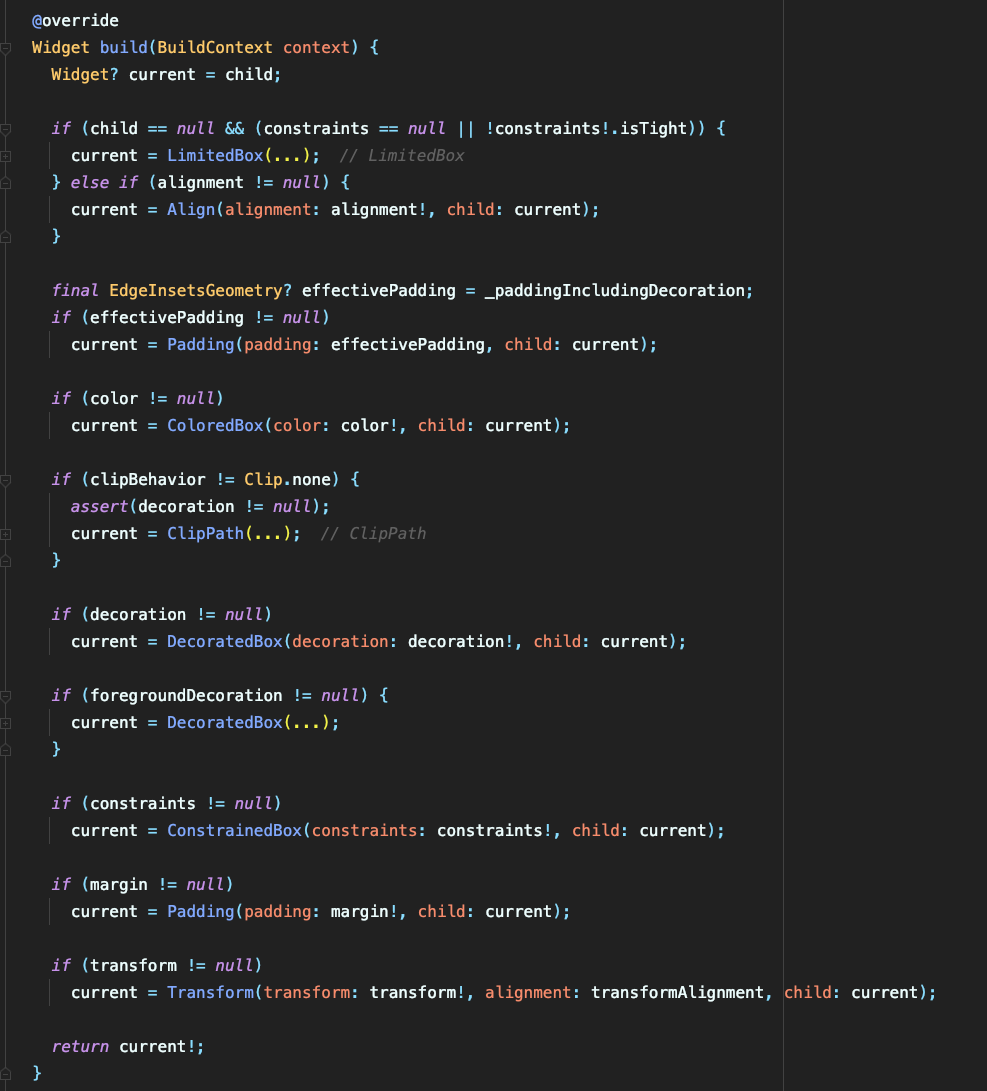 @override
Widget build(BuildContext context) {
  Widget? current = child;

  if (child == null && (constraints == null || !constraints!.isTight)) {
    current = LimitedBox(...);  // LimitedBox
  } else if (alignment != null) {
    current = Align(alignment: alignment!, child: current);
  }

  final EdgeInsetsGeometry? effectivePadding = _paddingIncludingDecoration;
  if (effectivePadding != null)
    current = Padding(padding: effectivePadding, child: current);

  if (color != null)
    current = ColoredBox(color: color!, child: current);

  if (clipBehavior != Clip.none) {
    assert(decoration != null);
    current = ClipPath(...);  // ClipPath
  }

  if (decoration != null)
    current = DecoratedBox(decoration: decoration!, child: current);

  if (foregroundDecoration != null) {
    current = DecoratedBox(...);
  }

  if (constraints != null)
    current = ConstrainedBox(constraints: constraints!, child: current);

  if (margin != null)
    current = Padding(padding: margin!, child: current);

  if (transform != null)
    current = Transform(transform: transform!, alignment: transformAlignment, child: current);

  return current!;
}